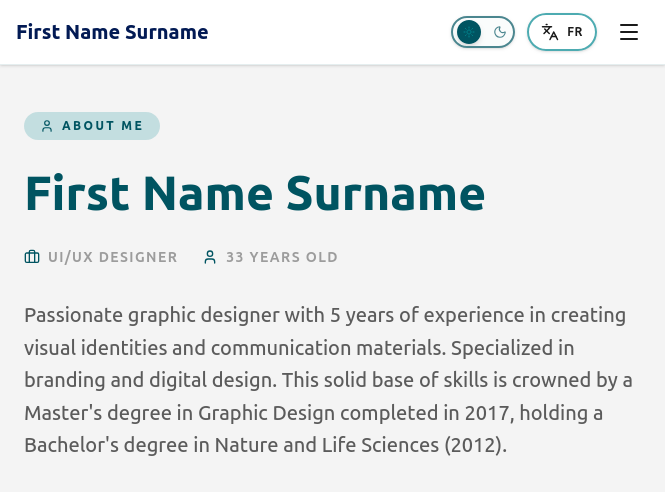 First Name Surname
FR
ABOUT ME
First Name Surname
UI/UX DESIGNER
33 YEARS OLD
Passionate graphic designer with 5 years of experience in creating
visual identities and communication materials. Specialized in
branding and digital design. This solid base of skills is crowned by a
Master's degree in Graphic Design completed in 2017, holding a
Bachelor's degree in Nature and Life Sciences (2012).